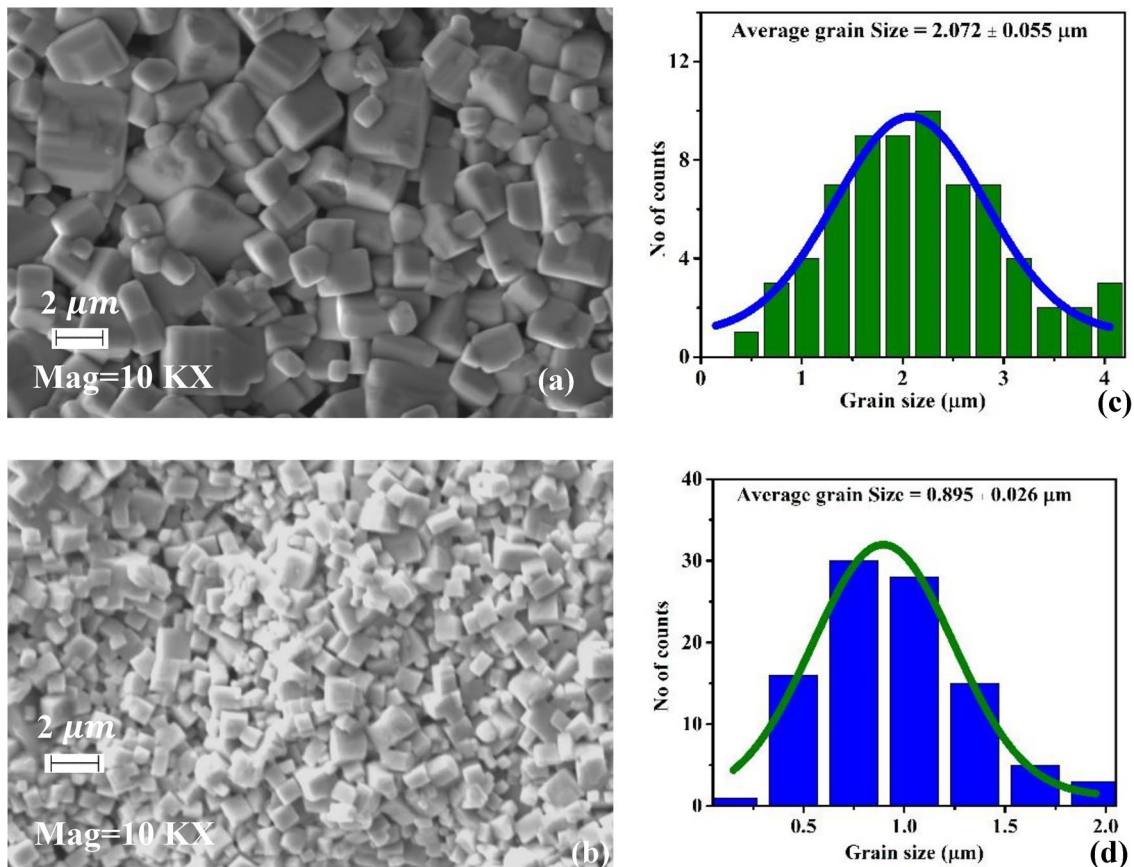 2 μm
Mag=10 KX
(a)
Average grain Size = 2.072 ± 0.055 μm
12
8
4
0
No of counts
0 1 2 3 4
Grain size (μm)
(c)
2 μm
Mag=10 KX
(b)
Average grain Size = 0.895 ± 0.026 μm
40
30
20
10
0
No of counts
0.5 1.0 1.5 2.0
Grain size (μm)
(d)